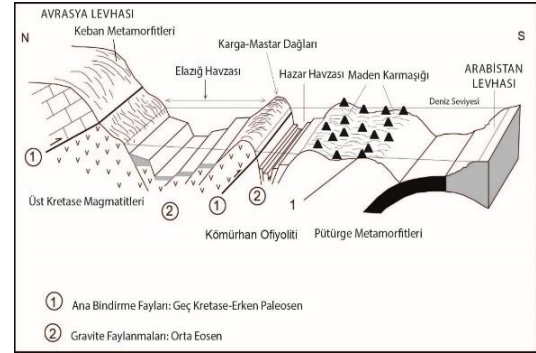 AVRASYA LEVHASI
Keban Metamorfitleri
N
S
Karga-Mastar Dağları
Elazığ Havzası
Hazar Havzası
Maden Karmaşığı
ARABİSTAN
LEVHASI
Deniz Seviyesi
1
Üst Kretase Magmatitleri
2
1
2
1
Kömürhan Ofiyoliti
Pütürge Metamorfitleri
1 Ana Bindirme Fayları: Geç Kretase-Erken Paleosen
2 Gravite Faylanmaları: Orta Eosen